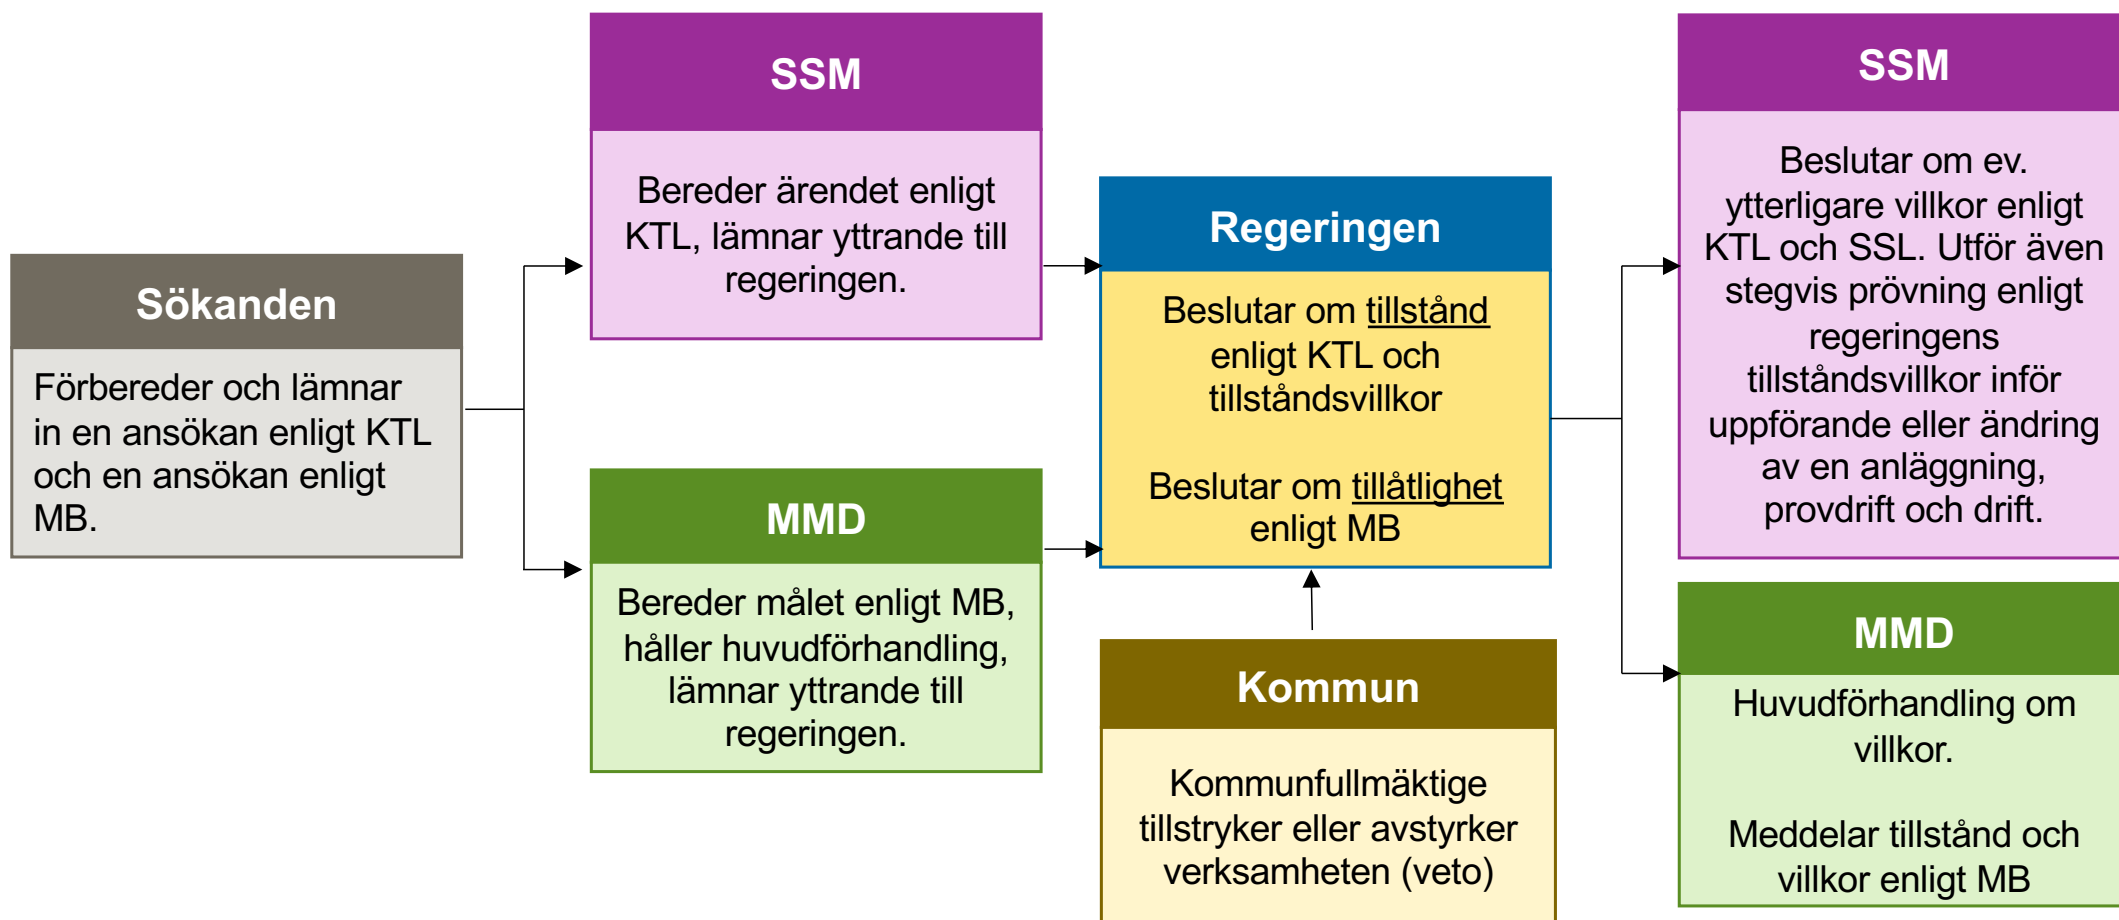 Sökanden
Förbereder och lämnar
in en ansökan enligt KTL
och en ansökan enligt
MB.
SSM
Bereder ärendet enligt
KTL, lämnar yttrande till
regeringen.
MMD
Bereder målet enligt MB,
håller huvudförhandling,
lämnar yttrande till
regeringen.
Regeringen
Beslutar om tillstånd
enligt KTL och
tillståndsvillkor
Beslutar om tillåtlighet
enligt MB
Kommun
Kommunfullmäktige
tillstryker eller avstyrker
verksamheten (veto)
SSM
Beslutar om ev.
ytterligare villkor enligt
KTL och SSL. Utför även
stegvis prövning enligt
regeringens
tillståndsvillkor inför
uppförande eller ändring
av en anläggning,
provdrift och drift.
MMD
Huvudförhandling om
villkor.
Meddelar tillstånd och
villkor enligt MB